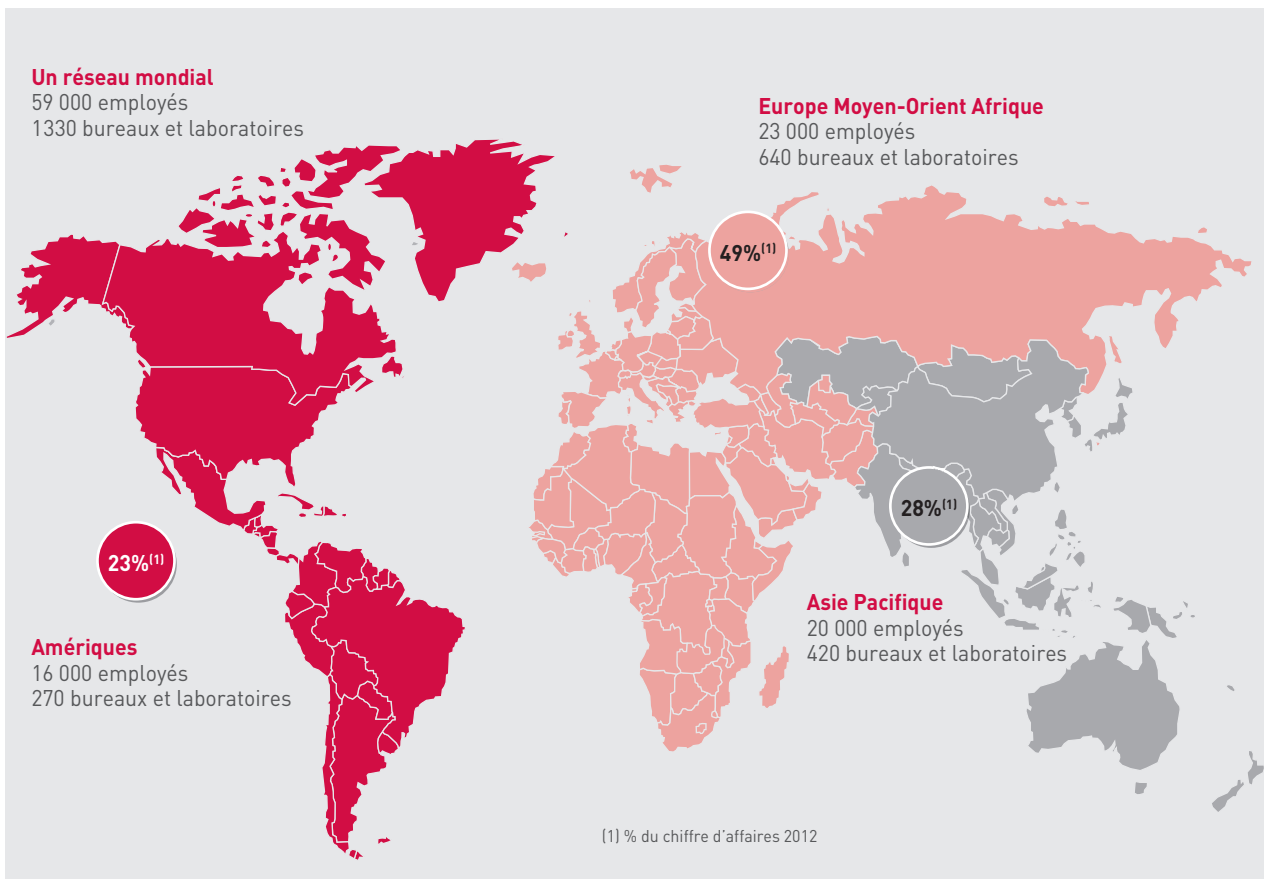 Un réseau mondial
59 000 employés
1330 bureaux et laboratoires
Europe Moyen-Orient Afrique
23 000 employés
640 bureaux et laboratoires
49%(1)
28%(1)
23%(1)
Asie Pacifique
20 000 employés
420 bureaux et laboratoires
Amériques
16 000 employés
270 bureaux et laboratoires
(1) % du chiffre d'affaires 2012